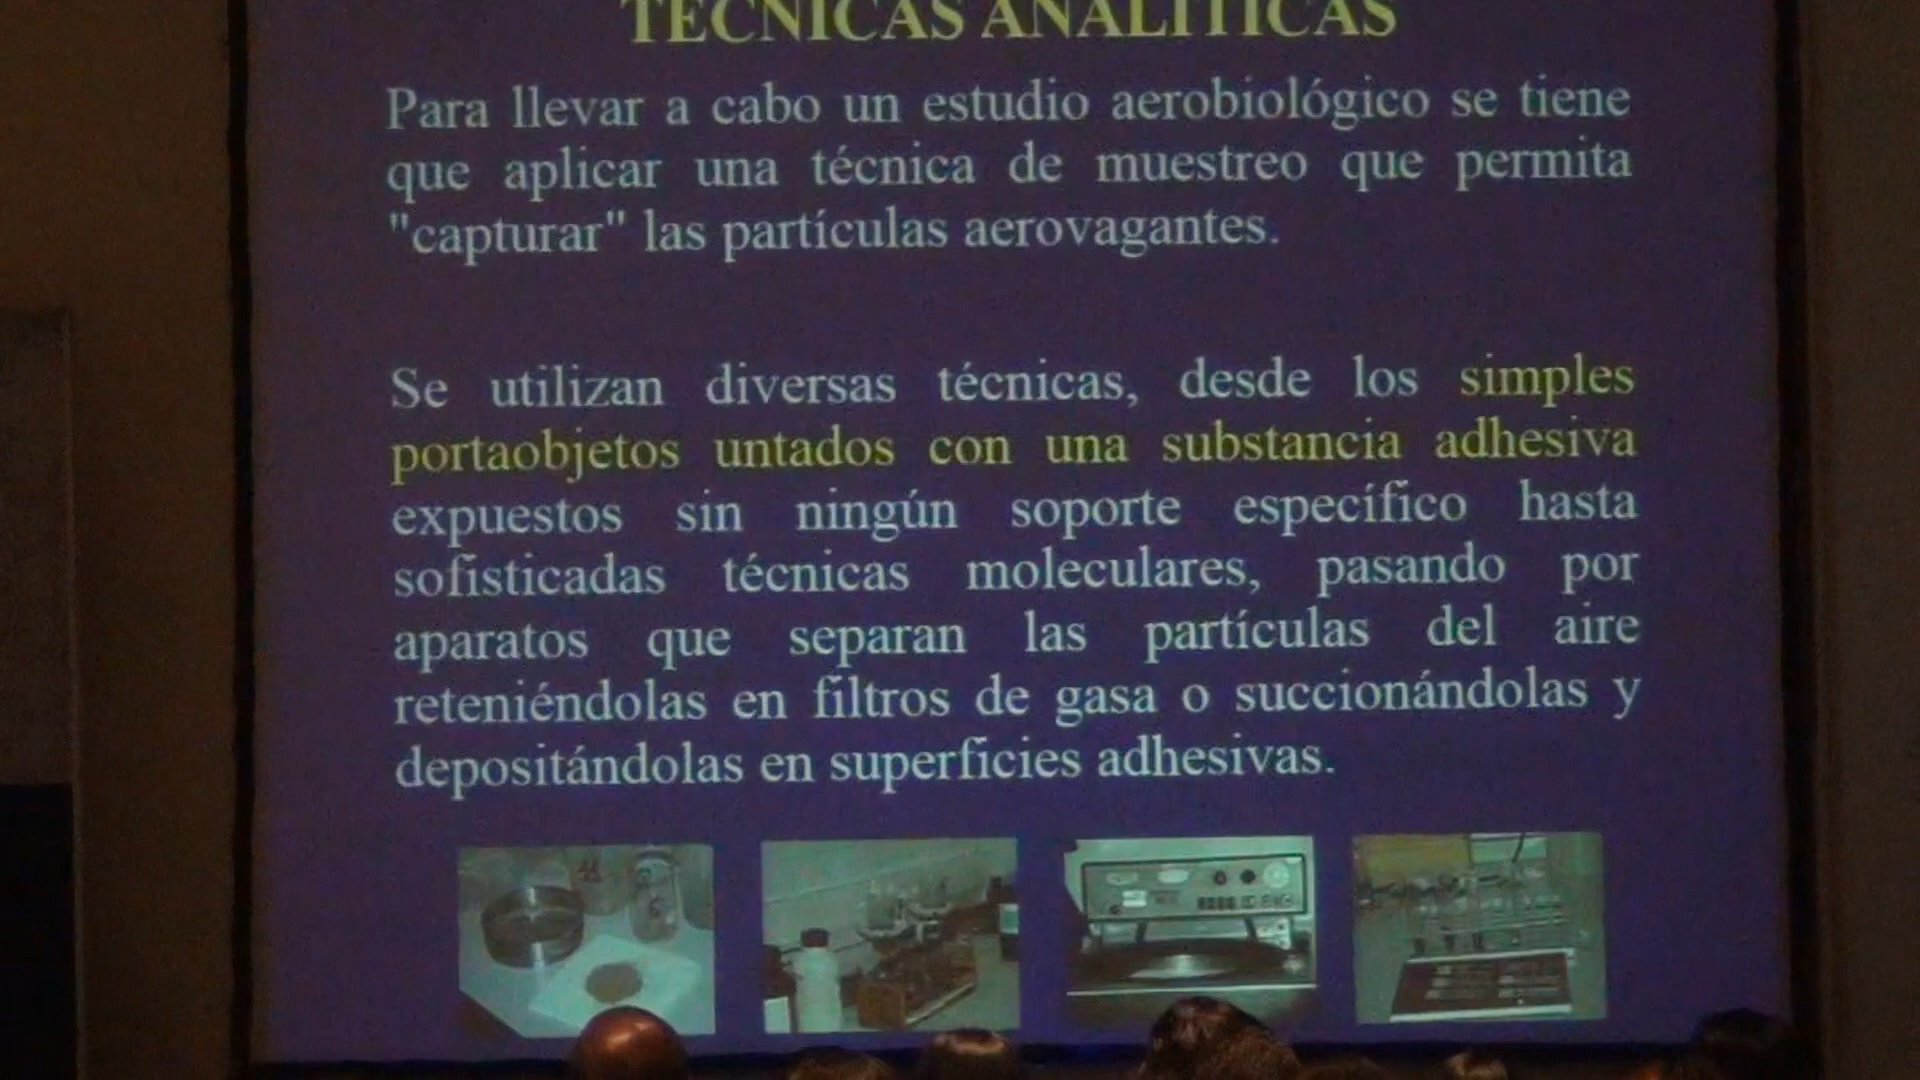 TÉCNICAS ANALÍTICAS
Para llevar a cabo un estudio aerobiológico se tiene
que aplicar una técnica de muestreo que permita
"capturar" las partículas aerovagantes.
Se utilizan diversas técnicas, desde los simples
portaobjetos untados con una substancia adhesiva
expuestos sin ningún soporte específico hasta
sofisticadas técnicas moleculares, pasando por
aparatos que separan las partículas del aire
reteniéndolas en filtros de gasa o succionándolas y
depositándolas en superficies adhesivas.